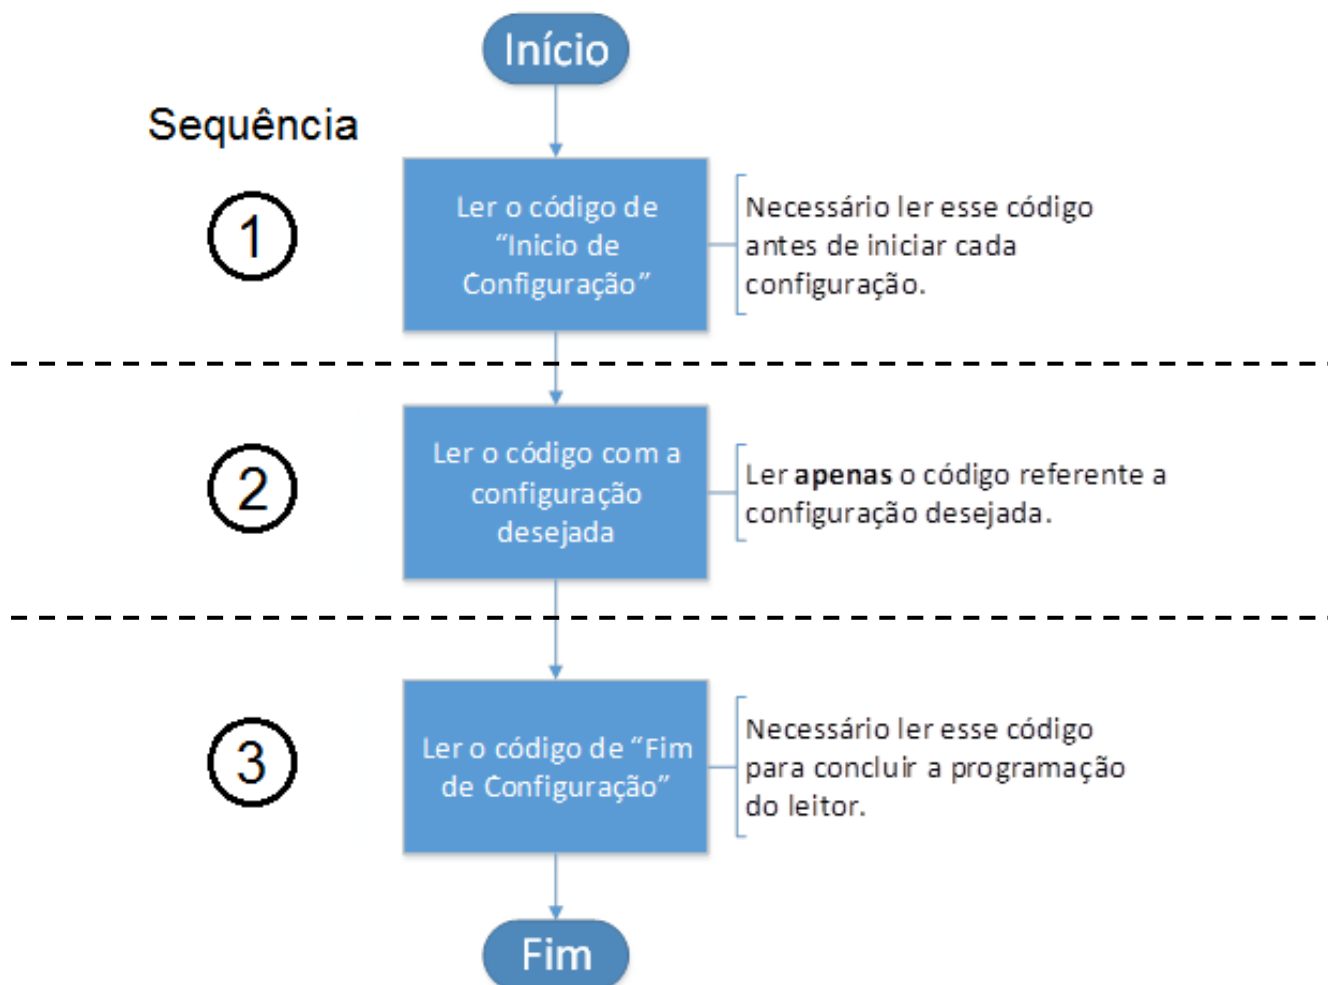 Início
Sequência
1
Ler o código de
“Inicio de
Configuração”
Necessário ler esse código
antes de iniciar cada
configuração.
2
Ler o código com a
configuração
desejada
Ler apenas o código referente a
configuração desejada.
3
Ler o código de “Fim
de Configuração”
Necessário ler esse código
para concluir a programação
do leitor.
Fim